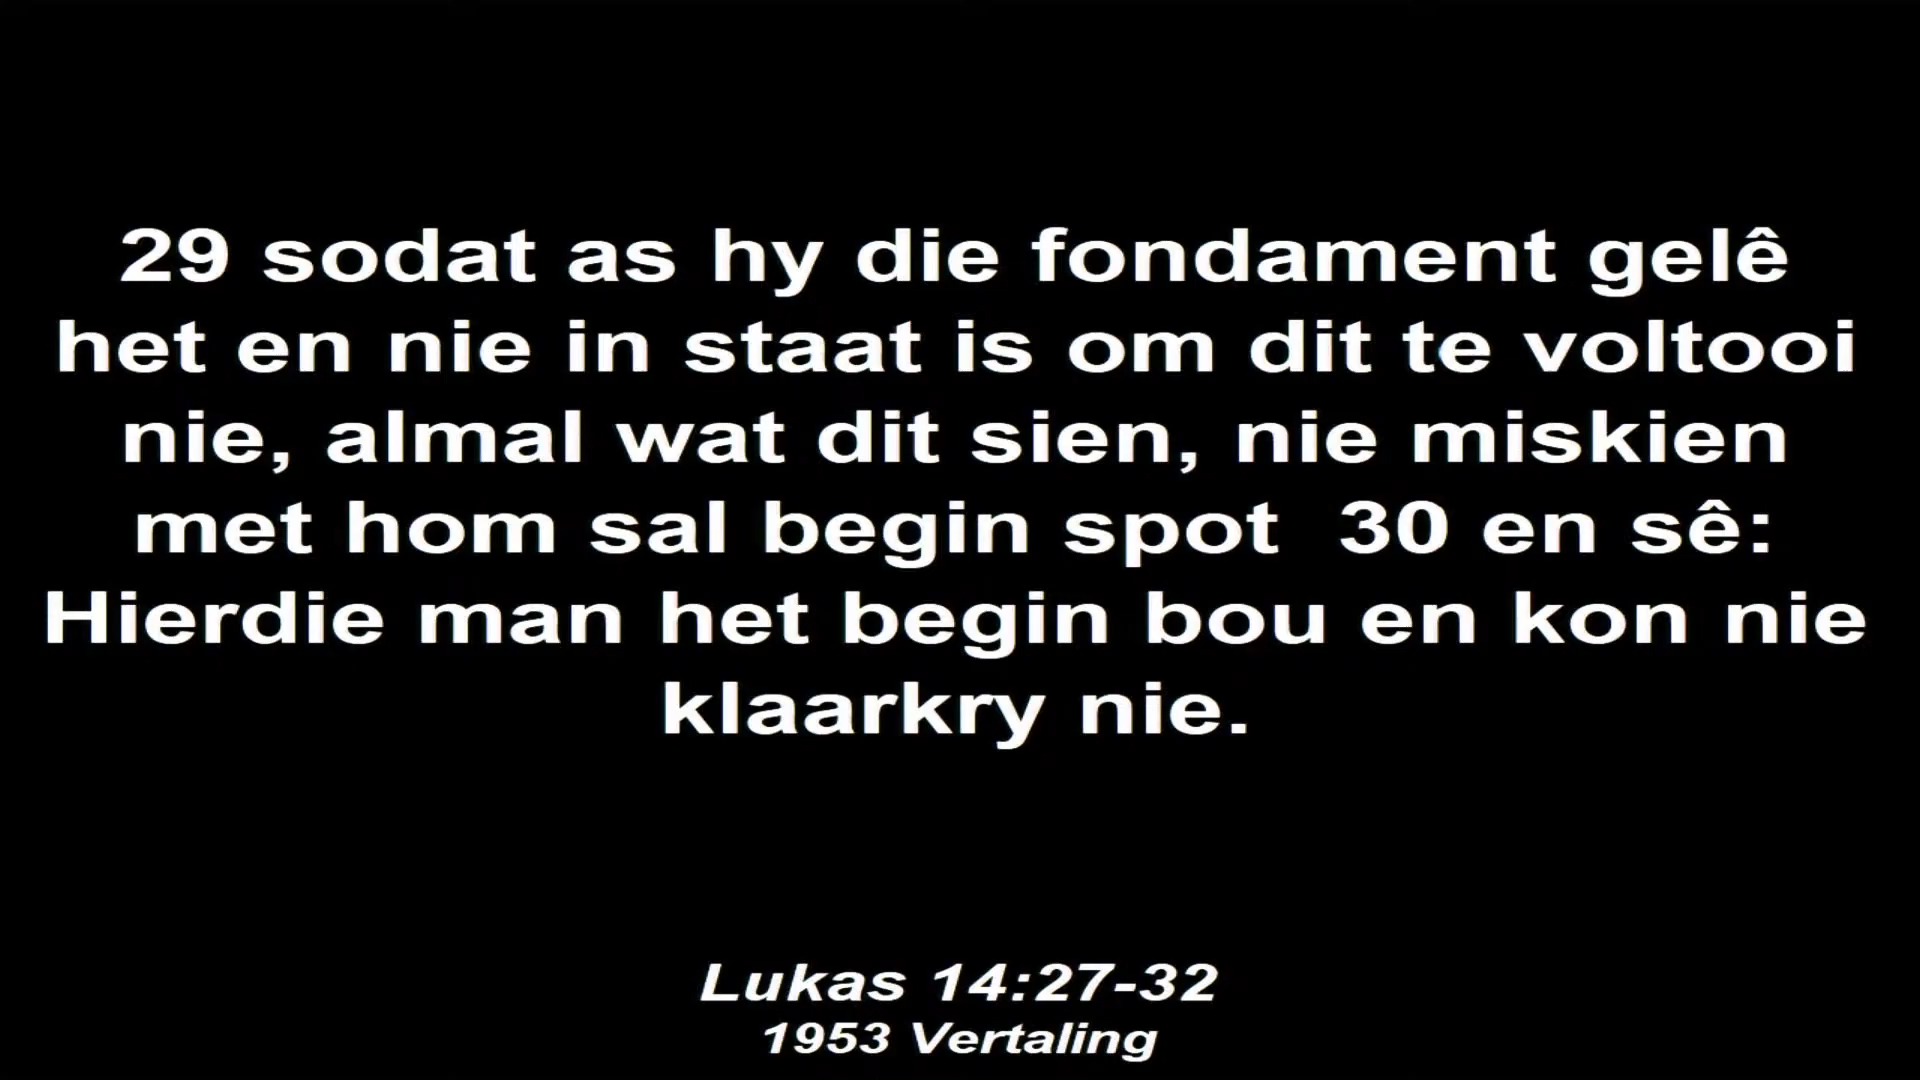 29 sodat as hy die fondament gelê
het en nie in staat is om dit te voltooi
nie, almal wat dit sien, nie miskien
met hom sal begin spot  30 en sê:
Hierdie man het begin bou en kon nie
klaarkry nie.
Lukas 14:27-32
1953 Vertaling